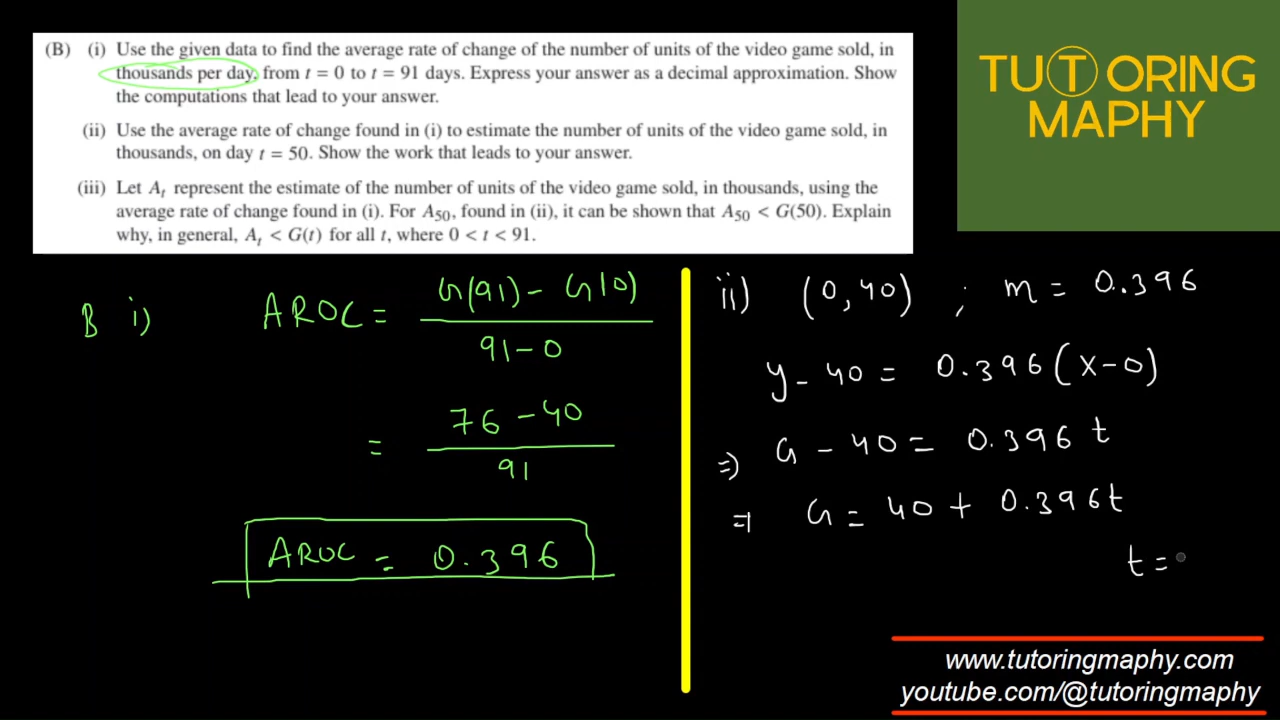 (B) (i) Use the given data to find the average rate of change of the number of units of the video game sold, in
thousands per day, from t = 0 to t = 91 days. Express your answer as a decimal approximation. Show
the computations that lead to your answer.
(ii) Use the average rate of change found in (i) to estimate the number of units of the video game sold, in
thousands, on day t = 50. Show the work that leads to your answer.
(iii) Let Aₜ represent the estimate of the number of units of the video game sold, in thousands, using the
average rate of change found in (i). For A₅₀, found in (ii), it can be shown that A₅₀ < G(50). Explain
why, in general, Aₜ < G(t) for all t, where 0 < t < 91.
TUTORING
MAPHY
B i) AROC = G(91) - G(0)
91 - 0
= 76 - 40
91
AROC = 0.396
ii) (0, 40) ; m = 0.396
y - 40 = 0.396 (x - 0)
⇒ G - 40 = 0.396 t
⇒ G = 40 + 0.396t
t =
www.tutoringmaphy.com
youtube.com/@tutoringmaphy